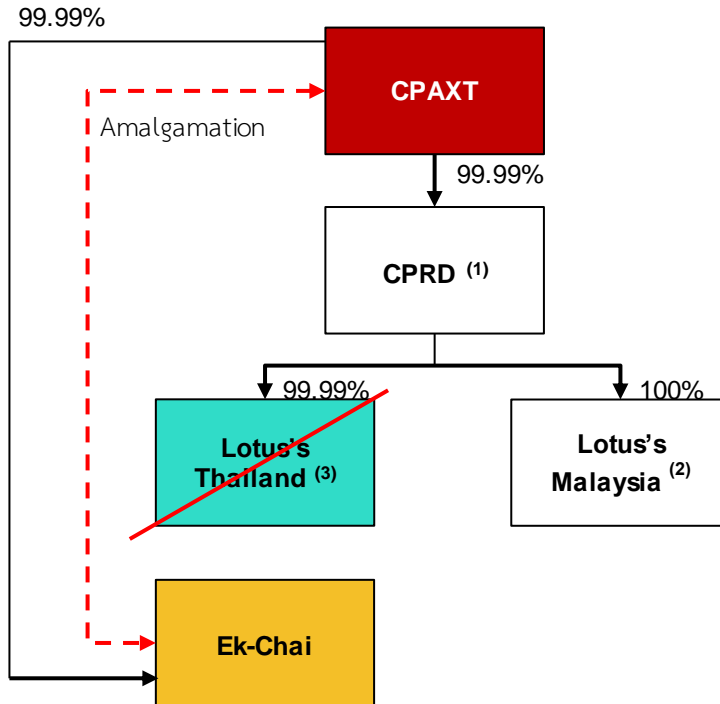 99.99%
CPAXT
Amalgamation
99.99%
CPRD (1)
99.99%
100%
Lotus’s
Thailand (3)
Lotus’s
Malaysia (2)
Ek-Chai